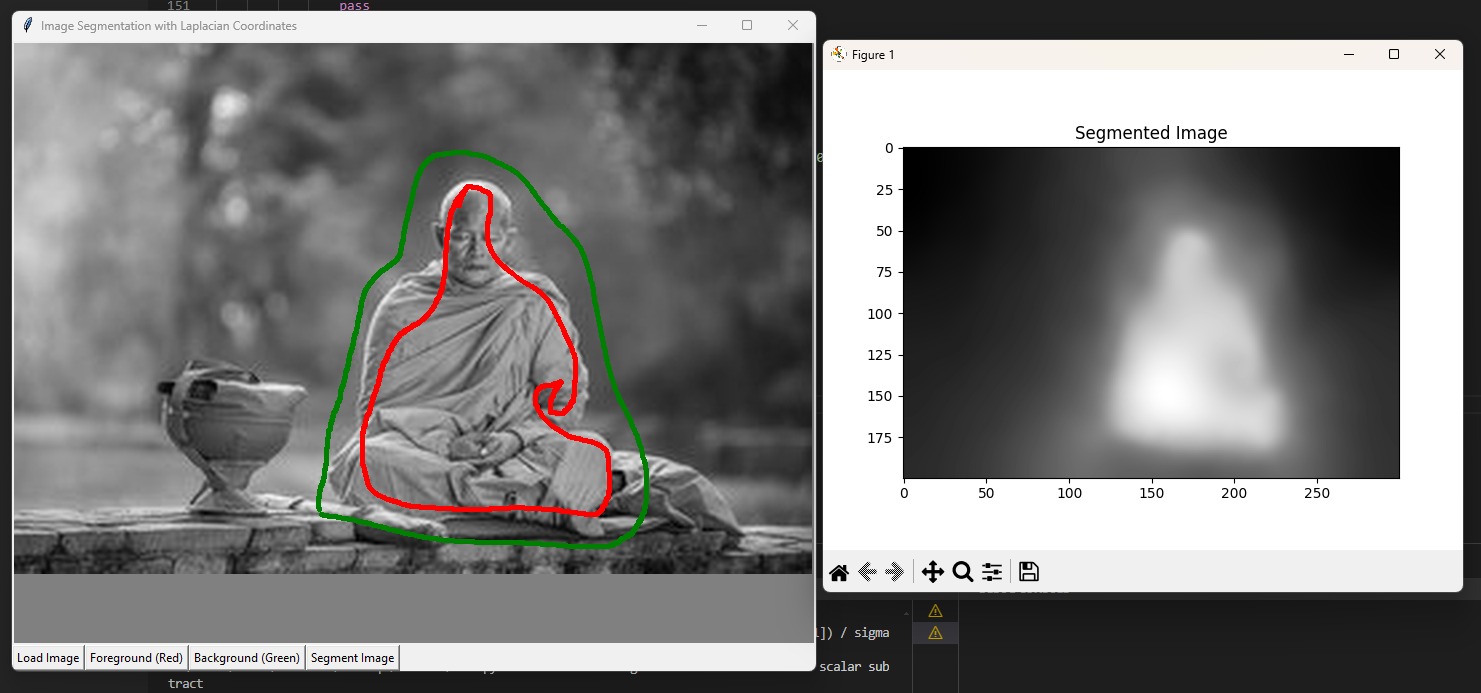 151 pass
Image Segmentation with Laplacian Coordinates
Figure 1
Segmented Image
0
25
50
75
100
125
150
175
0 50 100 150 200 250
Load Image Foreground (Red) Background (Green) Segment Image
]) / sigma
scalar sub
tract